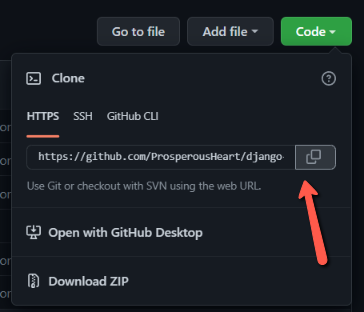 Go to file
Add file
Code
Clone
HTTPS SSH GitHub CLI
https://github.com/ProsperousHeart/django-
Use Git or checkout with SVN using the web URL.
Open with GitHub Desktop
Download ZIP